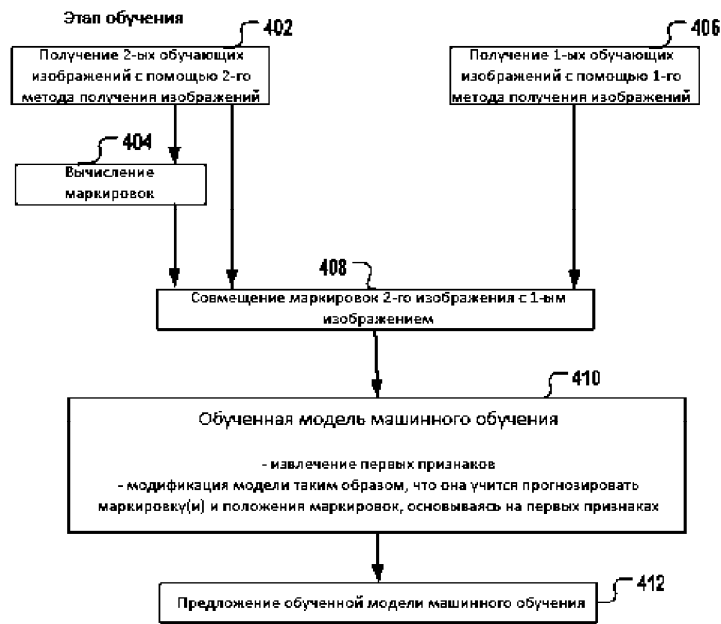 Этап обучения
402
Получение 2-ых обучающих
изображений с помощью 2-го
метода получения изображений
406
Получение 1-ых обучающих
изображений с помощью 1-го
метода получения изображений
404
Вычисление
маркировок
408
Совмещение маркировок 2-го изображения с 1-ым
изображением
410
Обученная модель машинного обучения
- извлечение первых признаков
- модификация модели таким образом, что она учится прогнозировать
маркировку(и) и положения маркировок, основываясь на первых признаках
412
Предложение обученной модели машинного обучения